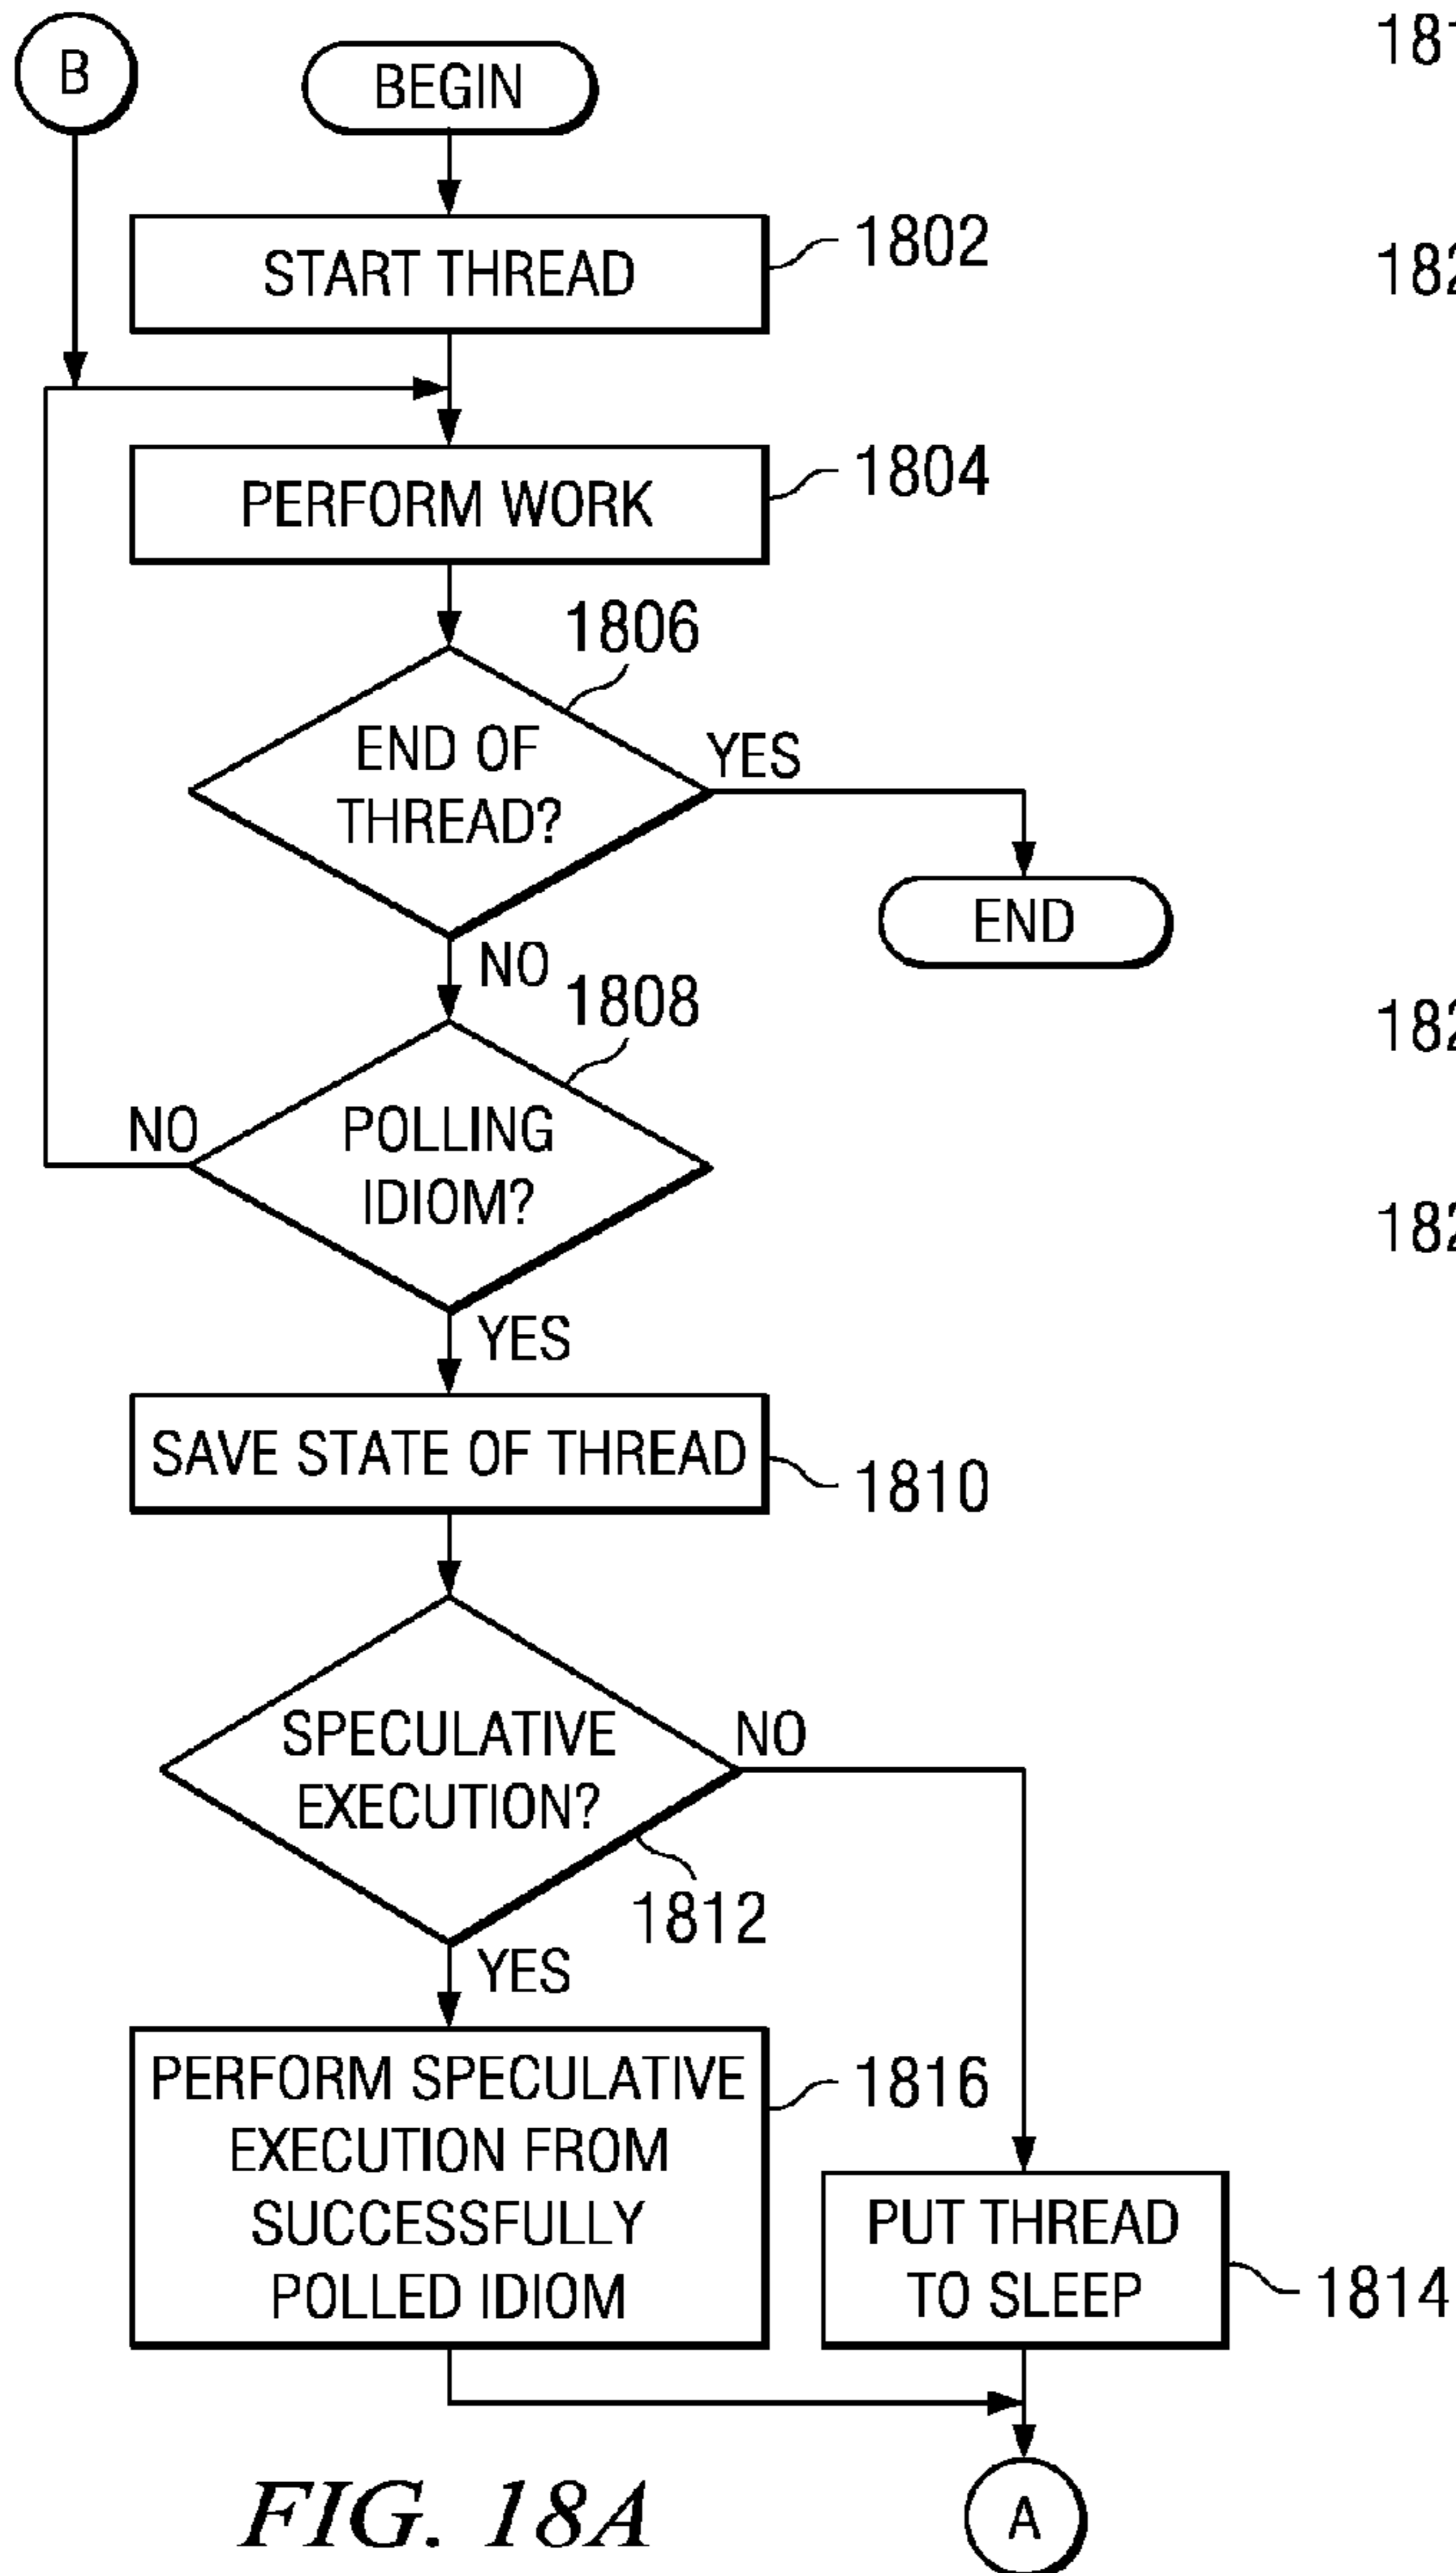 B
BEGIN
START THREAD
1802
PERFORM WORK
1804
1806
END OF
THREAD?
YES
END
NO
1808
NO
POLLING
IDIOM?
YES
SAVE STATE OF THREAD
1810
SPECULATIVE
EXECUTION?
NO
1812
YES
PERFORM SPECULATIVE
EXECUTION FROM
SUCCESSFULLY
POLLED IDIOM
1816
PUT THREAD
TO SLEEP
1814
A
FIG. 18A